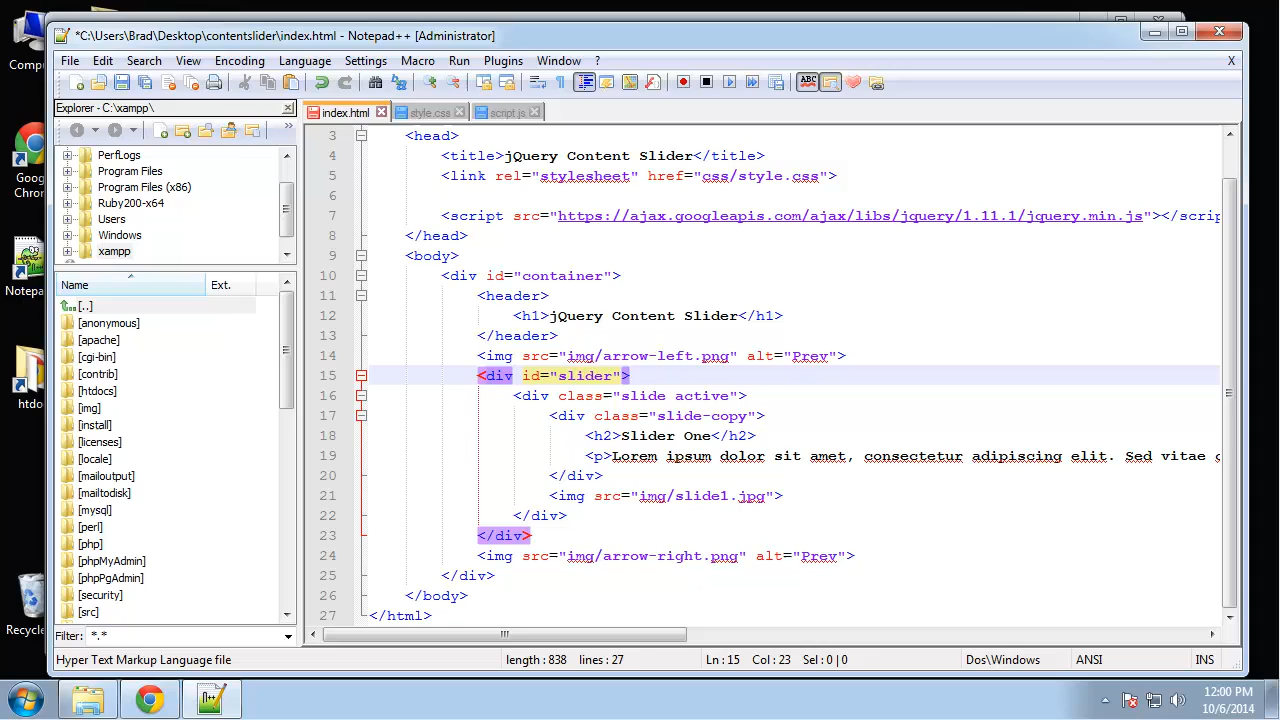 Compu
*C:\Users\Brad\Desktop\contentslider\index.html - Notepad++ [Administrator]
File Edit Search View Encoding Language Settings Macro Run Plugins Window ? X
ABC
Explorer - C:\xampp\
index.html style.css script.js
PerfLogs
Program Files
Program Files (x86)
Ruby200-x64
Users
Windows
xampp
Goog
Chron
Notepa
htdoc
Recycle
Name Ext.
[..]
[anonymous]
[apache]
[cgi-bin]
[contrib]
[htdocs]
[img]
[install]
[licenses]
[locale]
[mailoutput]
[mailtodisk]
[mysql]
[perl]
[php]
[phpMyAdmin]
[phpPgAdmin]
[security]
[src]
Filter: *.*
3 <head>
4 <title>jQuery Content Slider</title>
5 <link rel="stylesheet" href="css/style.css">
6
7 <script src="https://ajax.googleapis.com/ajax/libs/jquery/1.11.1/jquery.min.js"></scrip
8 </head>
9 <body>
10 <div id="container">
11 <header>
12 <h1>jQuery Content Slider</h1>
13 </header>
14 <img src="img/arrow-left.png" alt="Prev">
15 <div id="slider">
16 <div class="slide active">
17 <div class="slide-copy">
18 <h2>Slider One</h2>
19 <p>Lorem ipsum dolor sit amet, consectetur adipiscing elit. Sed vitae
20 </div>
21 <img src="img/slide1.jpg">
22 </div>
23 </div>
24 <img src="img/arrow-right.png" alt="Prev">
25 </div>
26 </body>
27 </html>
Hyper Text Markup Language file length : 838 lines : 27 Ln : 15 Col : 23 Sel : 0 | 0 Dos\Windows ANSI INS
12:00 PM
10/6/2014